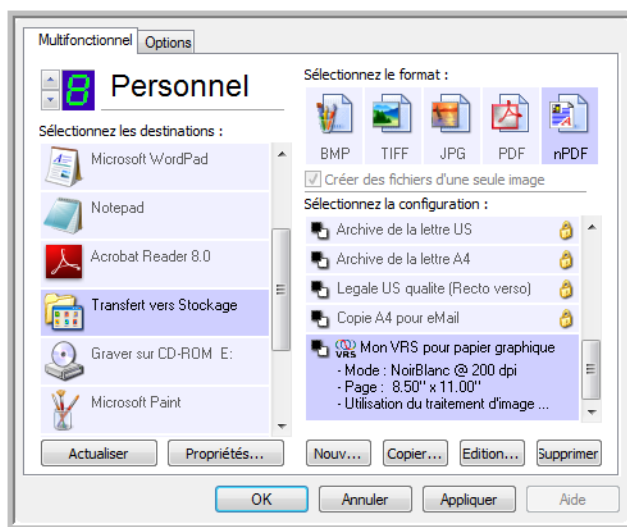 Multifonctionnel
Options
8
Personnel
Sélectionnez les destinations :
Microsoft WordPad
Notepad
Acrobat Reader 8.0
Transfert vers Stockage
Graver sur CD-ROM E:
Microsoft Paint
Actualiser
Propriétés...
Sélectionnez le format :
BMP
TIFF
JPG
PDF
nPDF
Créer des fichiers d'une seule image
Sélectionnez la configuration :
Archive de la lettre US
Archive de la lettre A4
Legale US qualite (Recto verso)
Copie A4 pour eMail
VRS Mon VRS pour papier graphique
- Mode : NoirBlanc @ 200 dpi
- Page : 8.50" x 11.00"
- Utilisation du traitement d'image ...
Nouv...
Copier...
Edition...
Supprimer
OK
Annuler
Appliquer
Aide